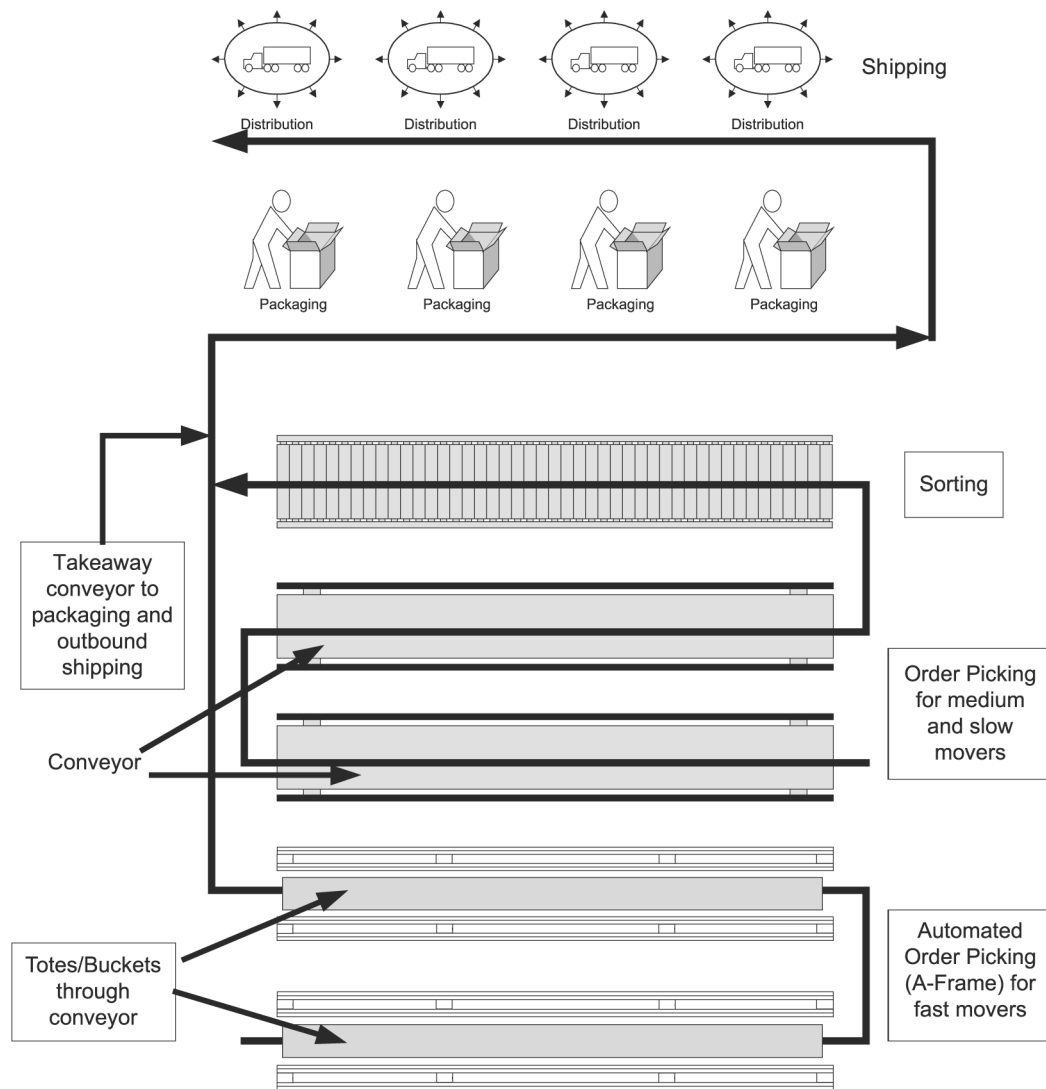 Shipping
Distribution
Distribution
Distribution
Distribution
Packaging
Packaging
Packaging
Packaging
Sorting
Takeaway
conveyor to
packaging and
outbound
shipping
Order Picking
for medium
and slow
movers
Conveyor
Automated
Order Picking
(A-Frame) for
fast movers
Totes/Buckets
through
conveyor